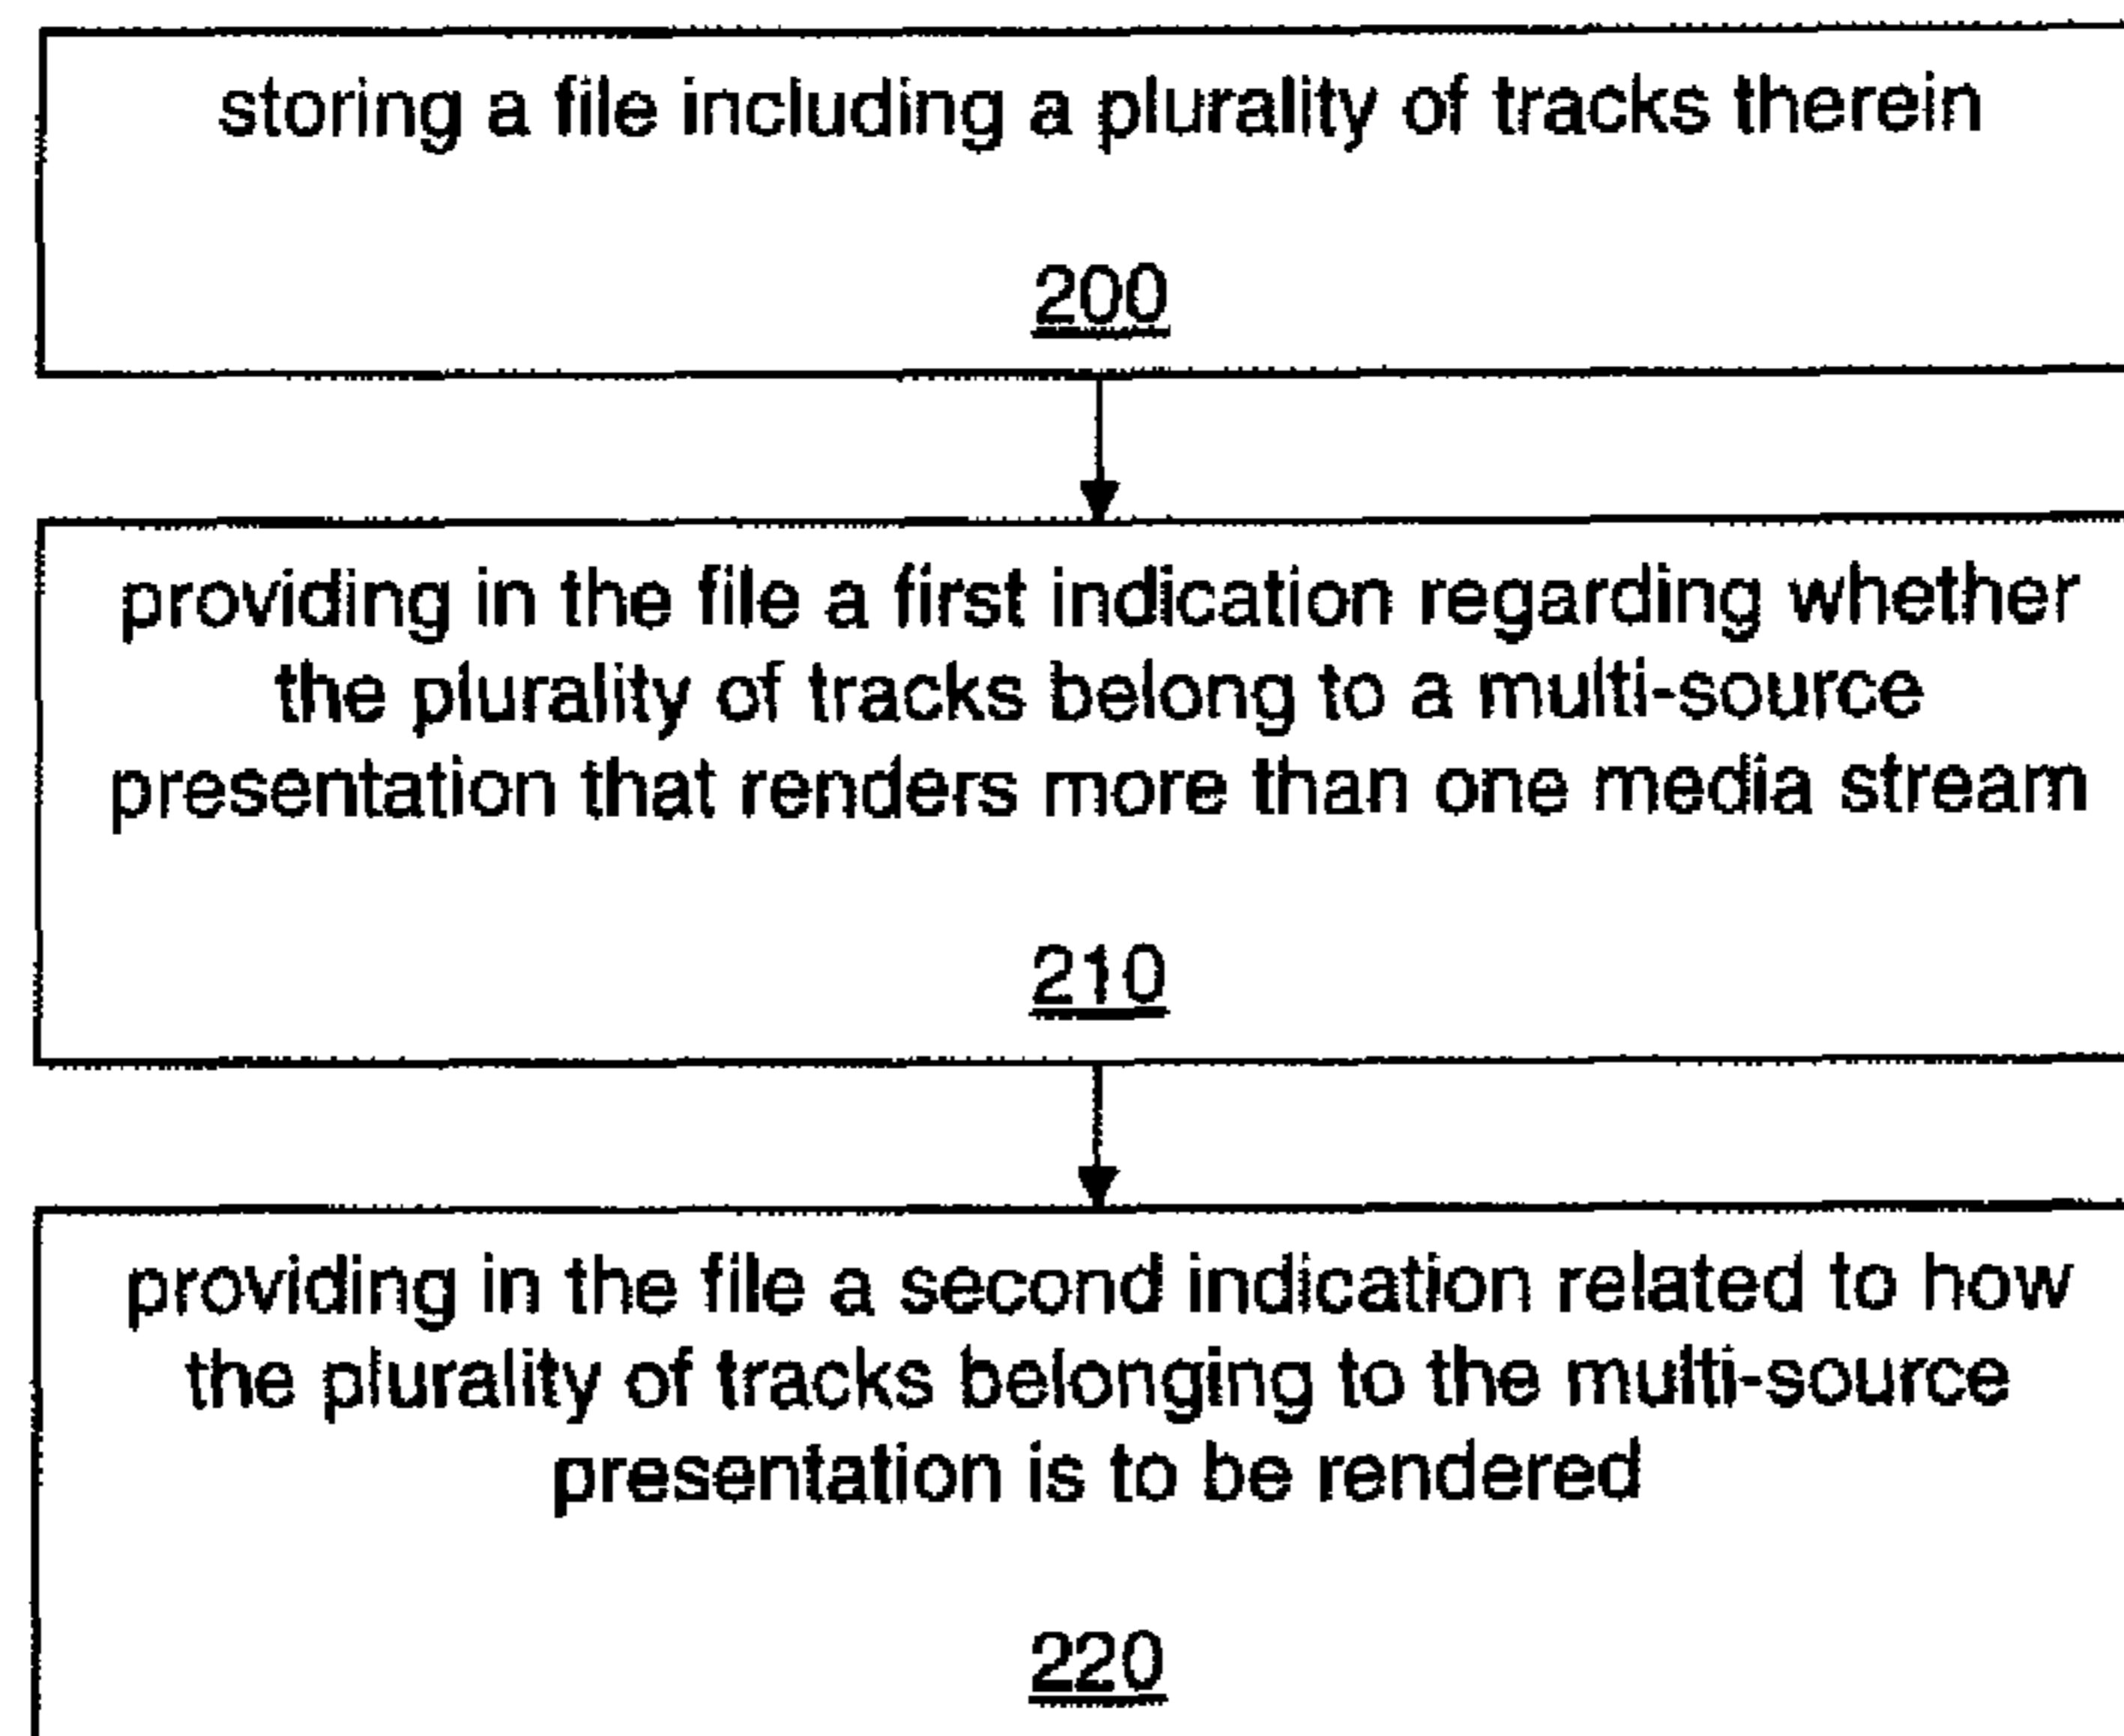 storing a file including a plurality of tracks therein
200
providing in the file a first indication regarding whether
the plurality of tracks belong to a multi-source
presentation that renders more than one media stream
210
providing in the file a second indication related to how
the plurality of tracks belonging to the multi-source
presentation is to be rendered
220